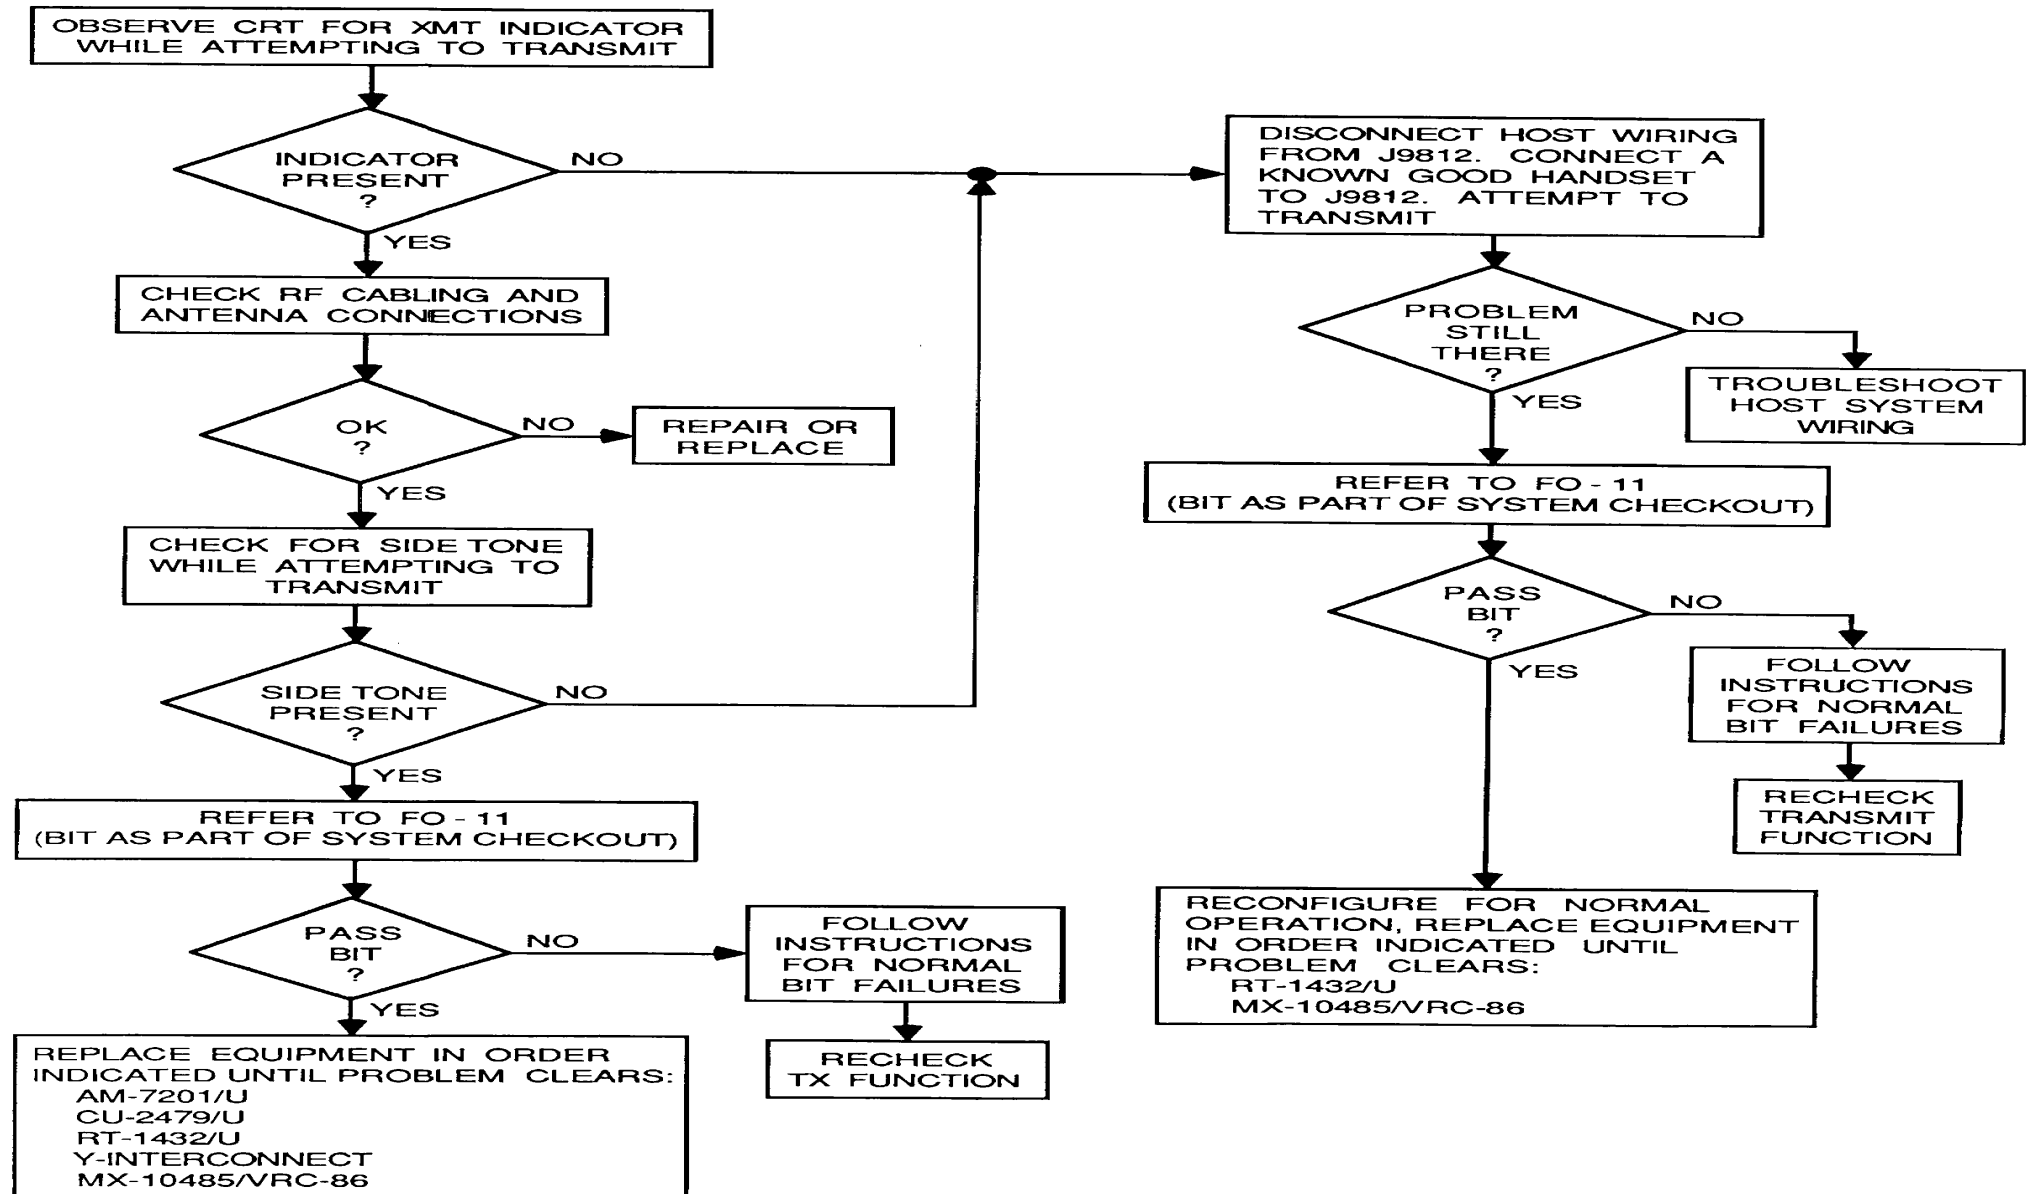 OBSERVE CRT FOR XMT INDICATOR
WHILE ATTEMPTING TO TRANSMIT
INDICATOR
PRESENT
?
NO
YES
CHECK RF CABLING AND
ANTENNA CONNECTIONS
OK
?
NO
REPAIR OR
REPLACE
YES
CHECK FOR SIDE TONE
WHILE ATTEMPTING TO
TRANSMIT
SIDE TONE
PRESENT
?
NO
YES
REFER TO FO - 11
(BIT AS PART OF SYSTEM CHECKOUT)
PASS
BIT
?
NO
FOLLOW
INSTRUCTIONS
FOR NORMAL
BIT FAILURES
RECHECK
TX FUNCTION
YES
REPLACE EQUIPMENT IN ORDER
INDICATED UNTIL PROBLEM CLEARS:
AM-7201/U
CU-2479/U
RT-1432/U
Y-INTERCONNECT
MX-10485/VRC-86
DISCONNECT HOST WIRING
FROM J9812. CONNECT A
KNOWN GOOD HANDSET
TO J9812. ATTEMPT TO
TRANSMIT
PROBLEM
STILL
THERE
?
NO
TROUBLESHOOT
HOST SYSTEM
WIRING
YES
REFER TO FO - 11
(BIT AS PART OF SYSTEM CHECKOUT)
PASS
BIT
?
NO
FOLLOW
INSTRUCTIONS
FOR NORMAL
BIT FAILURES
RECHECK
TRANSMIT
FUNCTION
YES
RECONFIGURE FOR NORMAL
OPERATION, REPLACE EQUIPMENT
IN ORDER INDICATED UNTIL
PROBLEM CLEARS:
RT-1432/U
MX-10485/VRC-86